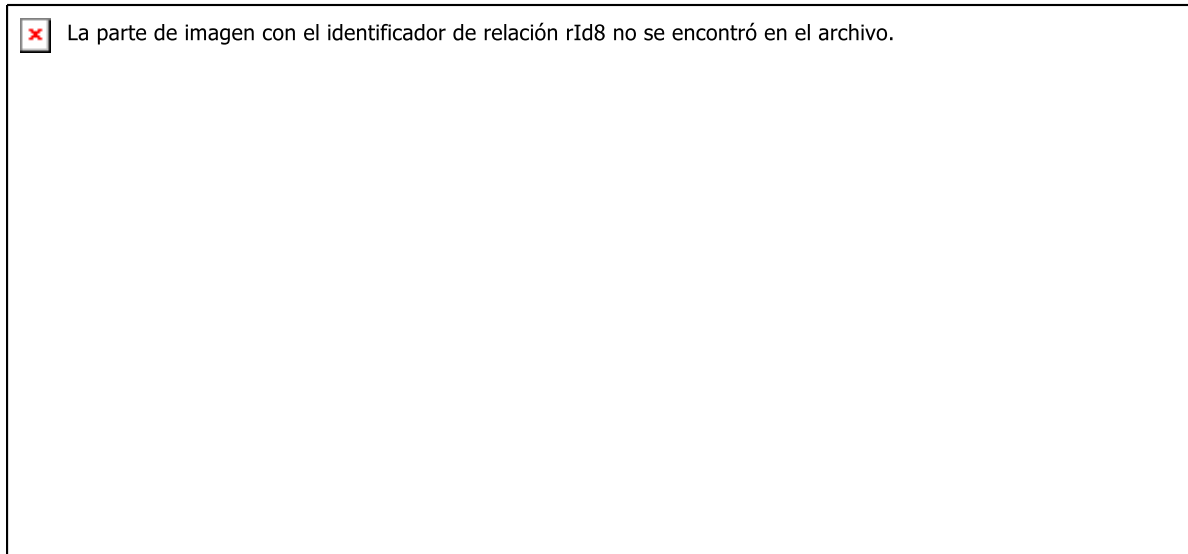 La parte de imagen con el identificador de relación rId8 no se encontró en el archivo.